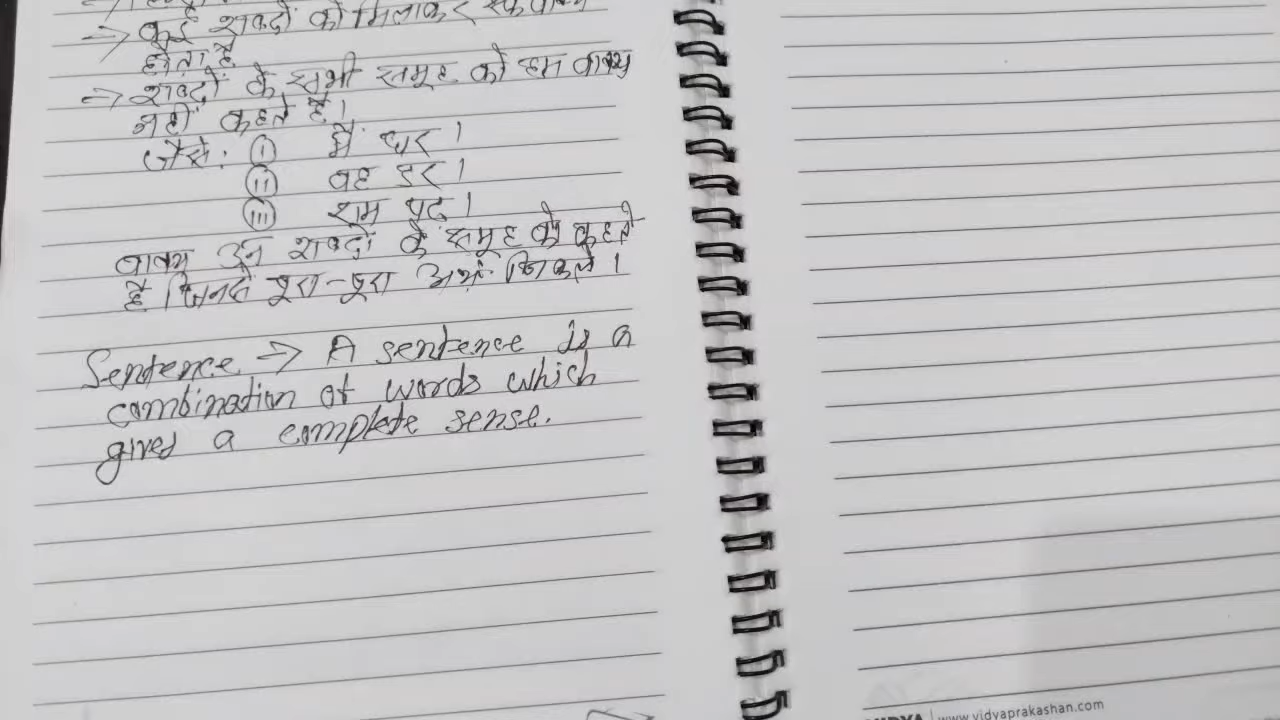 → कई शब्दों को मिलाकर एक वाक्य
होता है
→ शब्दों के सभी समूह को हम वाक्य
नहीं कहते है।
जैसे: (i) मैं घर।
(ii) वह डर।
(iii) राम पढ़।
वाक्य उन शब्दों के समूह को कहते
है जिनसे पूरा-पूरा अर्थ निकले।
Sentence → A sentence is a
combination of words which
gives a complete sense.
VIDYA | www.vidyaprakashan.com